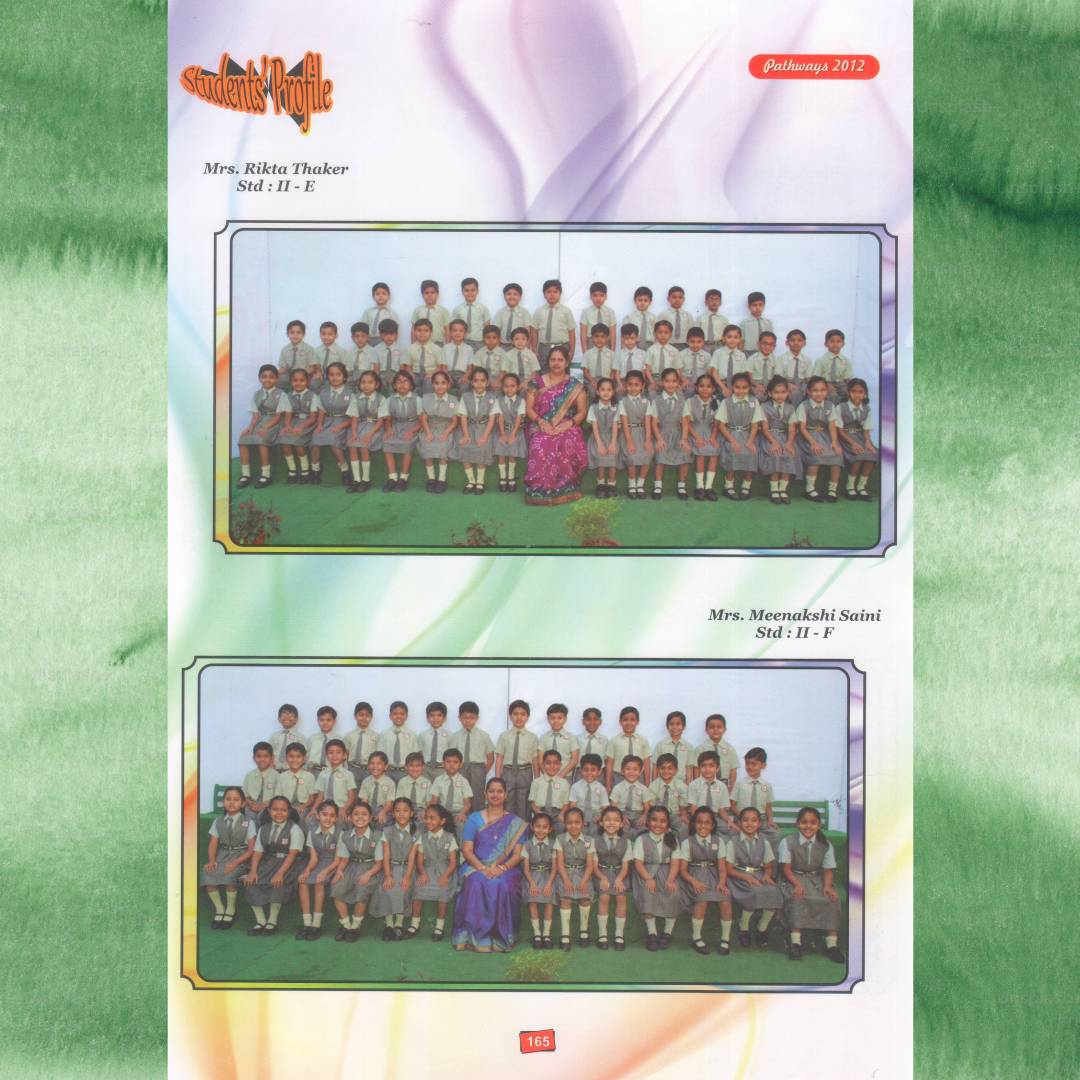 Students' Profile
Pathways 2012
Mrs. Rikta Thaker
Std : II - E
Mrs. Meenakshi Saini
Std : II - F
165